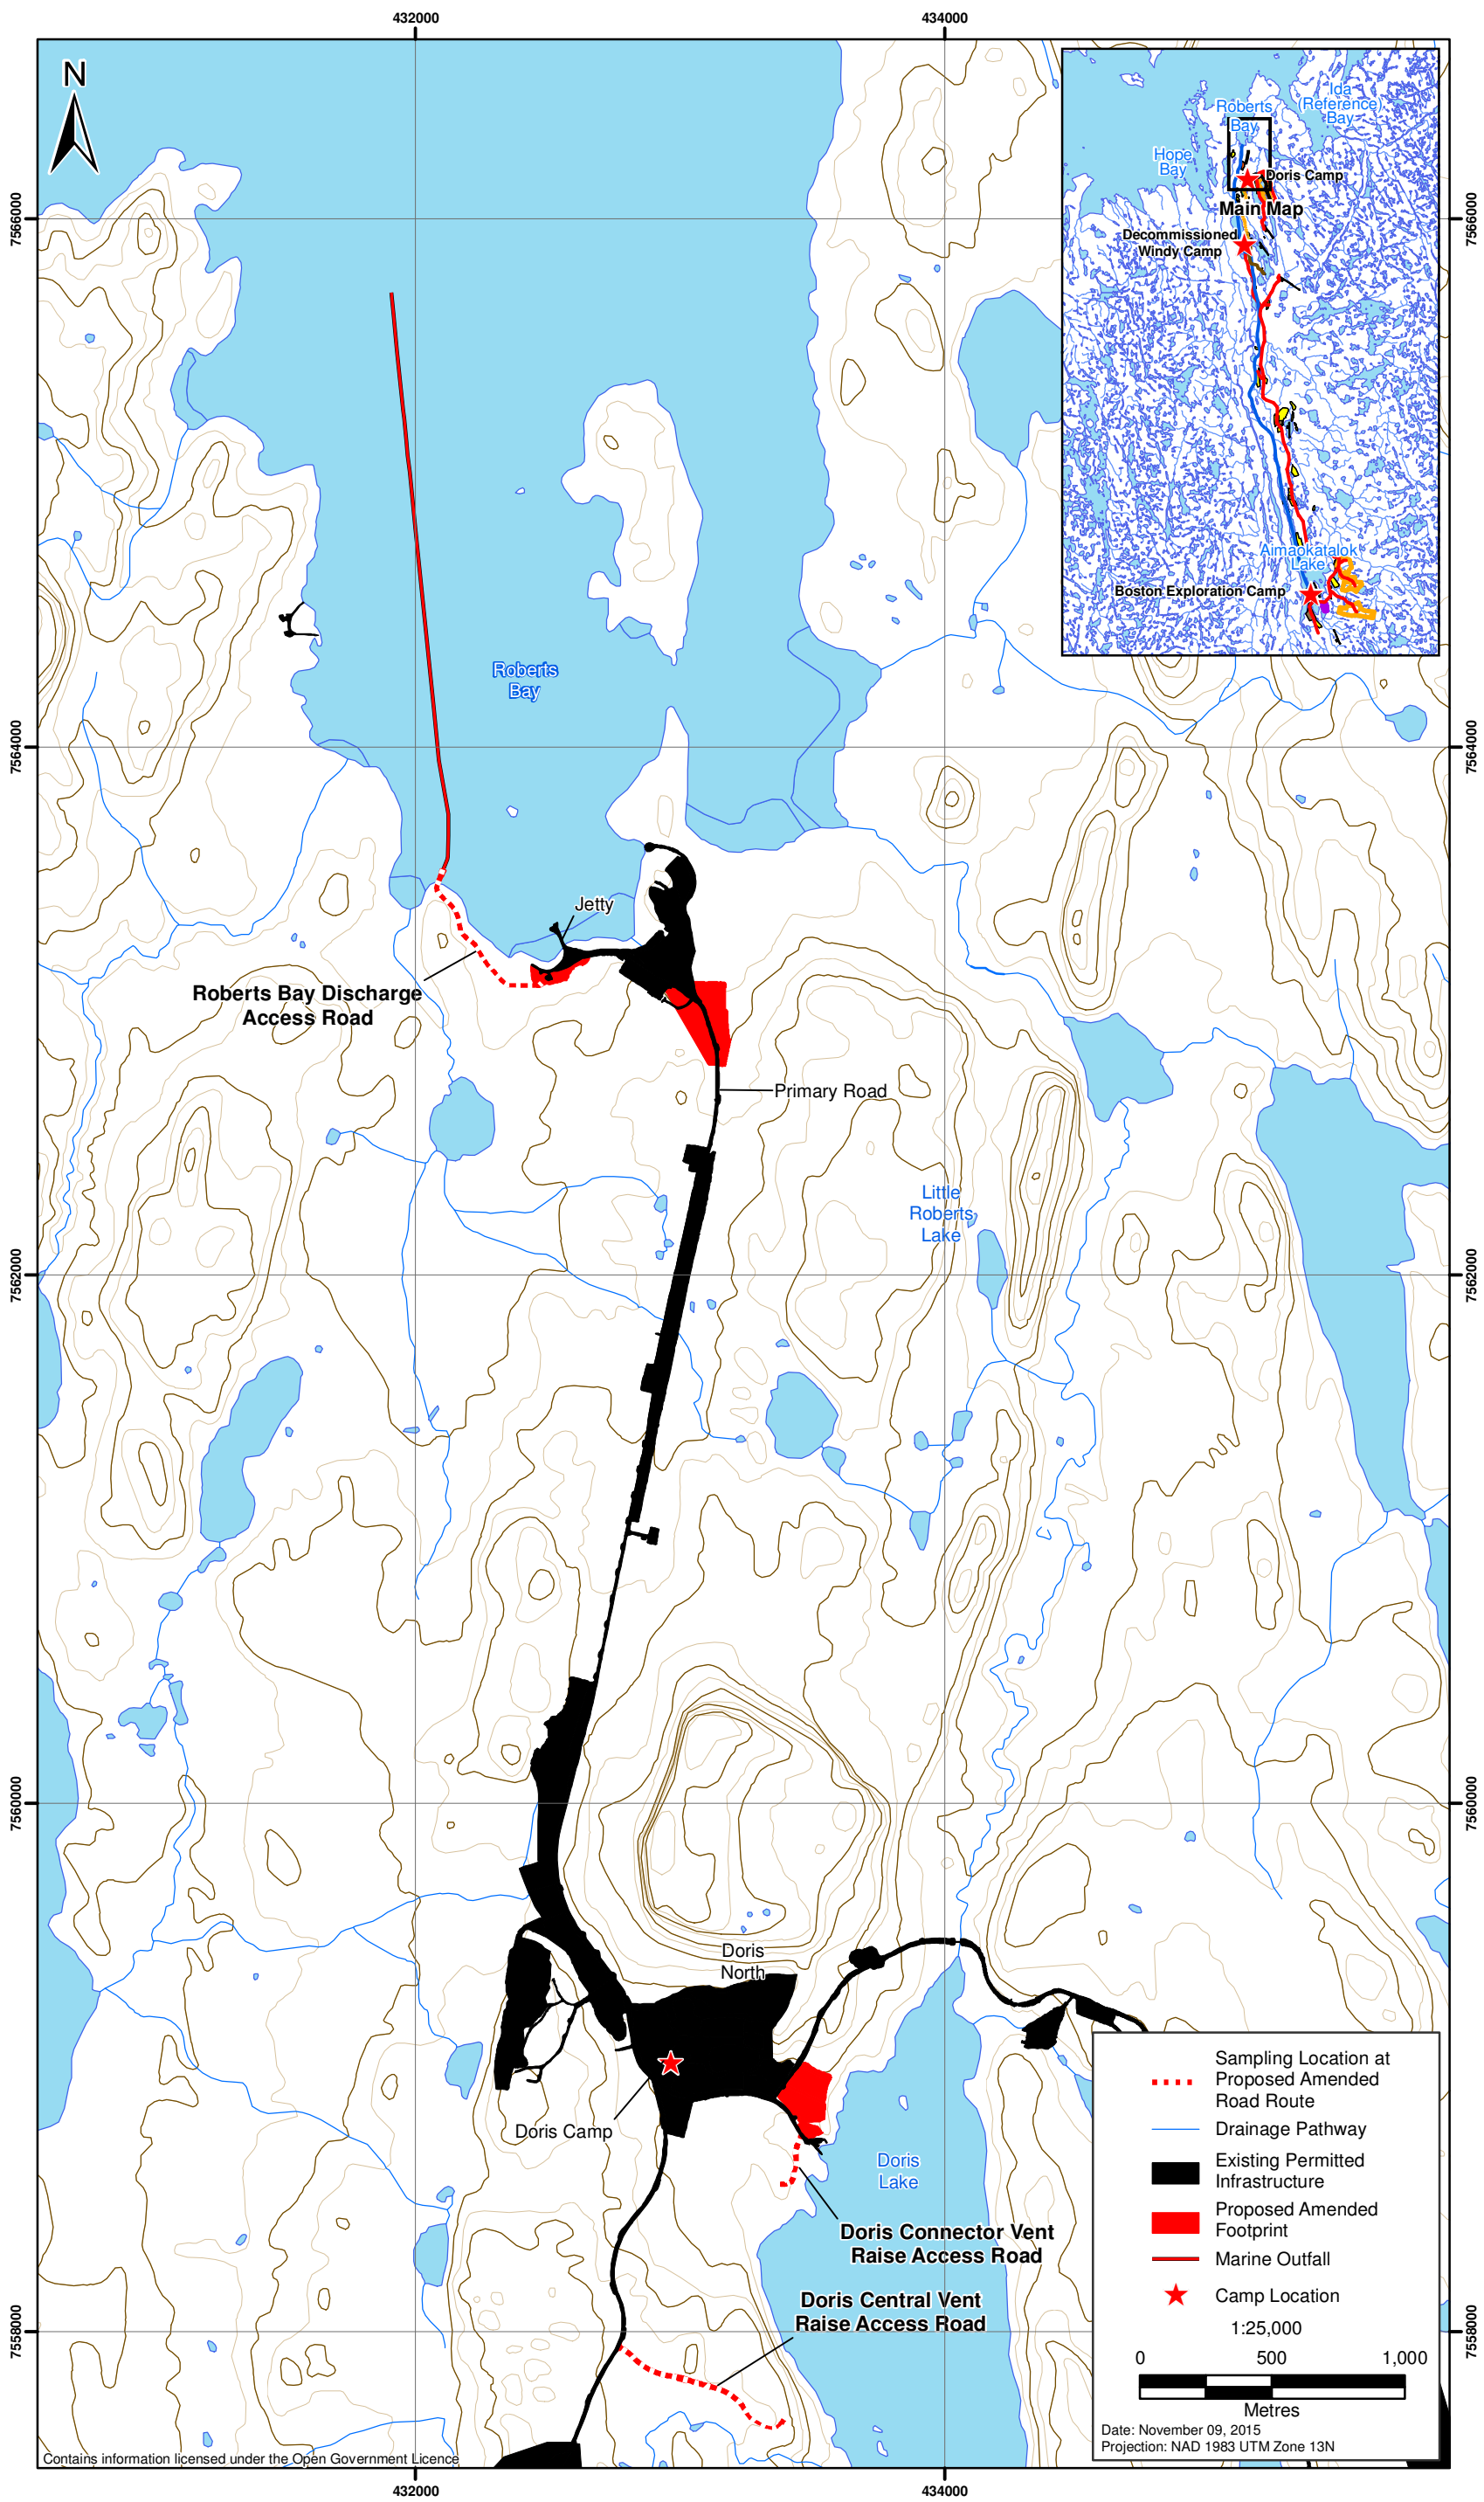 432000
434000
N
Ida
(Reference)
Bay
Roberts
Bay
Hope
Bay
Doris Camp
Main Map
Decommissioned
Windy Camp
Aimaokatalok
Lake
Boston Exploration Camp
7566000
7566000
Roberts
Bay
7564000
7564000
Jetty
Roberts Bay Discharge
Access Road
Primary Road
Little
Roberts
Lake
7562000
7562000
7560000
7560000
Doris
North
Doris Camp
Doris
Lake
Doris Connector Vent
Raise Access Road
Doris Central Vent
Raise Access Road
7558000
7558000
Sampling Location at
Proposed Amended
Road Route
Drainage Pathway
Existing Permitted
Infrastructure
Proposed Amended
Footprint
Marine Outfall
Camp Location
1:25,000
0 500 1,000
Metres
Date: November 09, 2015
Projection: NAD 1983 UTM Zone 13N
Contains information licensed under the Open Government Licence
432000
434000